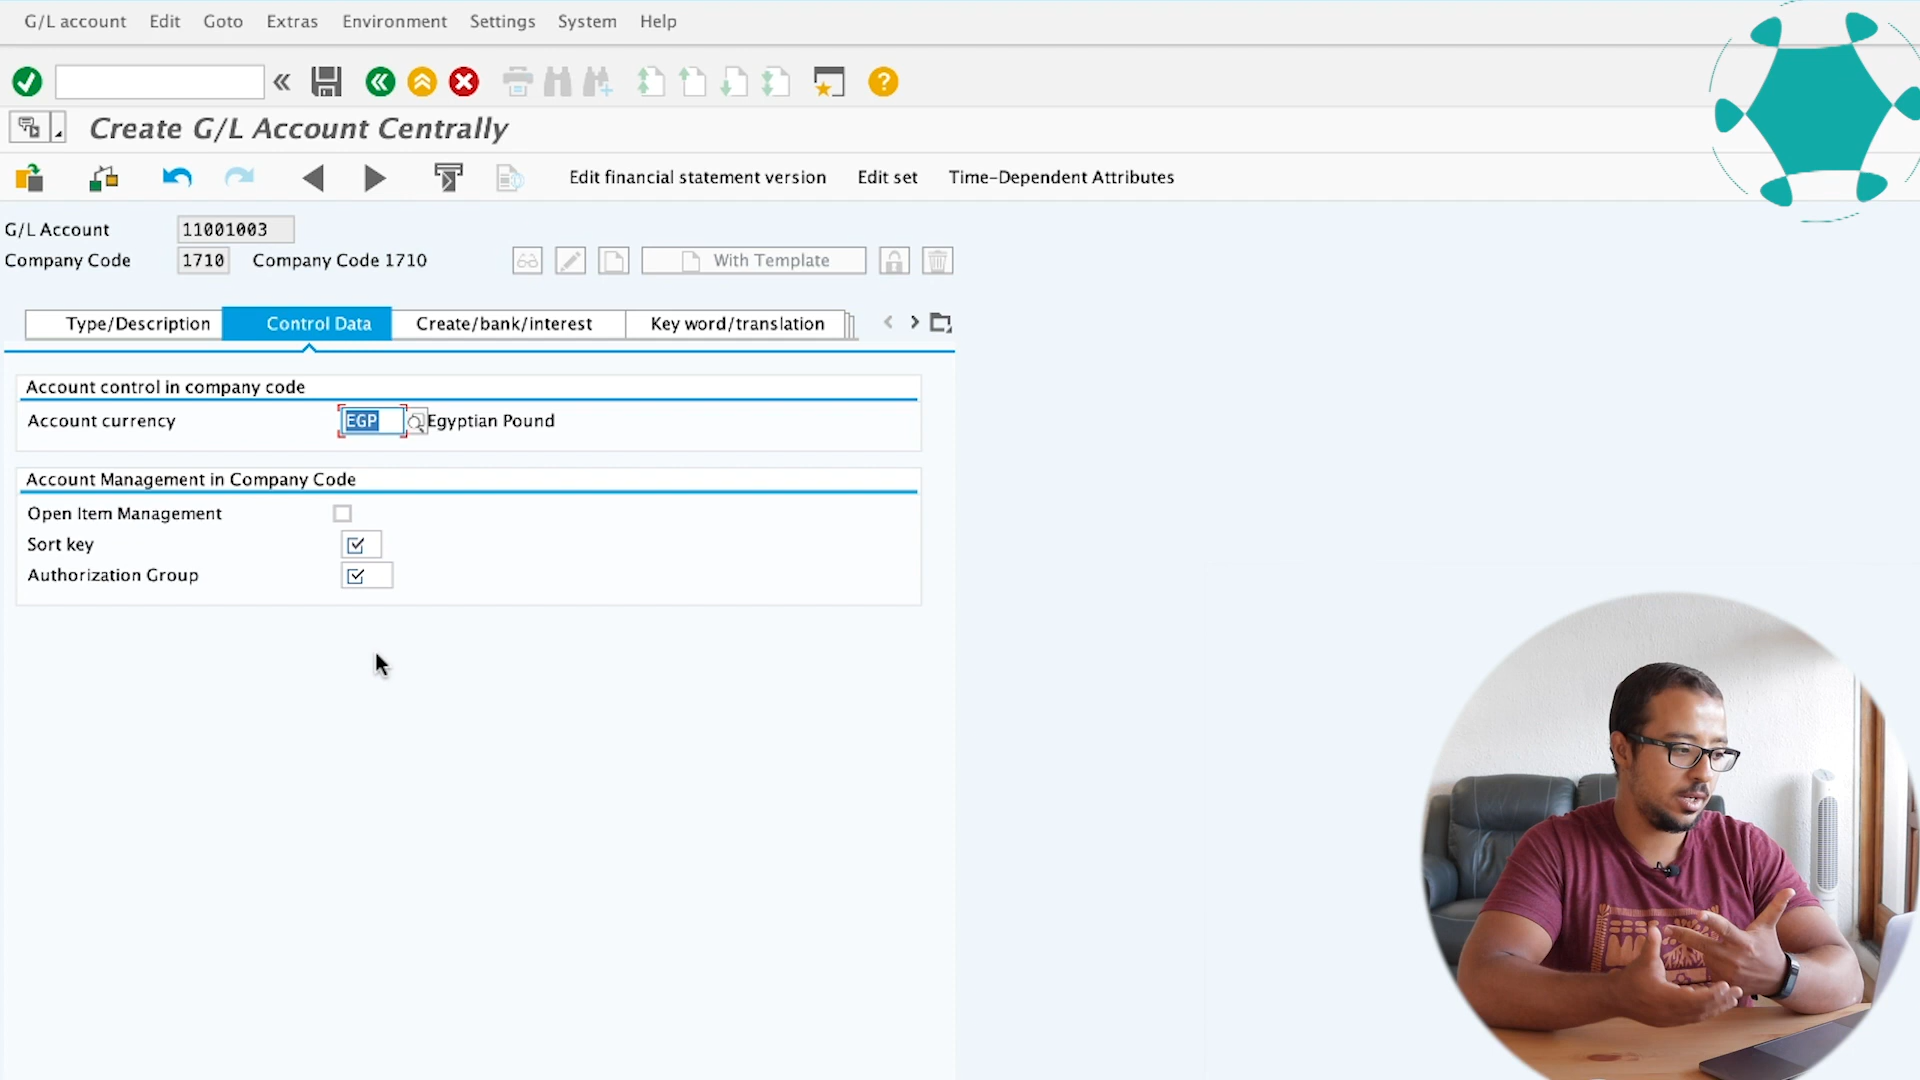 G/L account Edit Goto Extras Environment Settings System Help
Create G/L Account Centrally
Edit financial statement version Edit set Time-Dependent Attributes
G/L Account 11001003
Company Code 1710 Company Code 1710 With Template
Type/Description Control Data Create/bank/interest Key word/translation
Account control in company code
Account currency EGP Egyptian Pound
Account Management in Company Code
Open Item Management
Sort key
Authorization Group